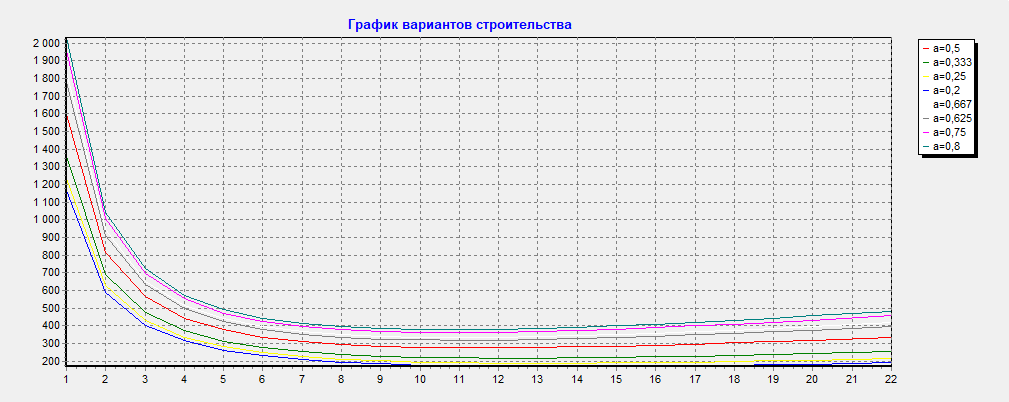 График вариантов строительства
2 000
1 900
1 800
1 700
1 600
1 500
1 400
1 300
1 200
1 100
1 000
900
800
700
600
500
400
300
200
1 2 3 4 5 6 7 8 9 10 11 12 13 14 15 16 17 18 19 20 21 22
a=0,5
a=0,333
a=0,25
a=0,2
a=0,667
a=0,625
a=0,75
a=0,8